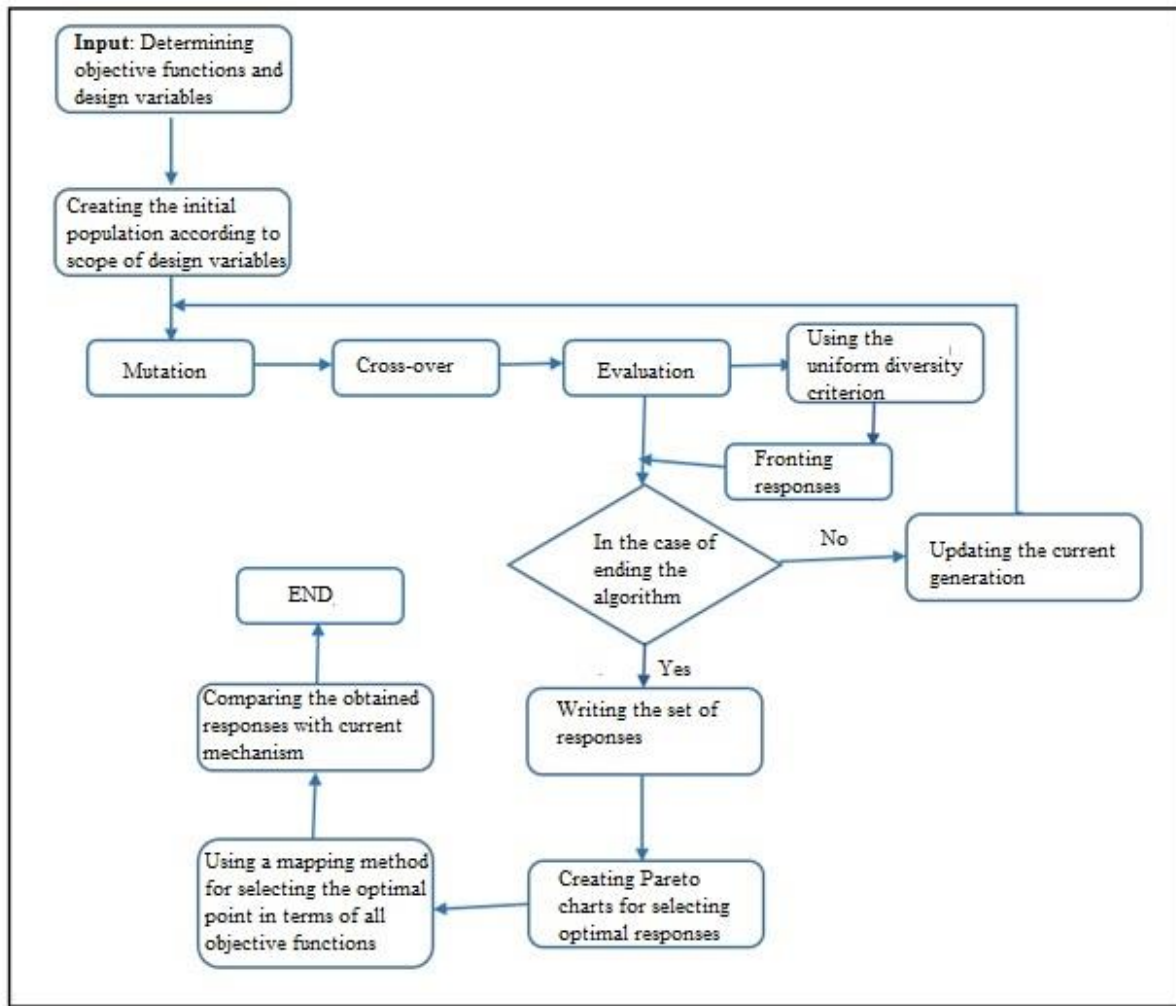 Input: Determining
objective functions and
design variables
Creating the initial
population according to
scope of design variables
Mutation
Cross-over
Evaluation
Using the
uniform diversity
criterion
Fronting
responses
In the case of
ending the
algorithm
No
Updating the current
generation
Yes
Writing the set of
responses
Creating Pareto
charts for selecting
optimal responses
Using a mapping method
for selecting the optimal
point in terms of all
objective functions
Comparing the obtained
responses with current
mechanism
END